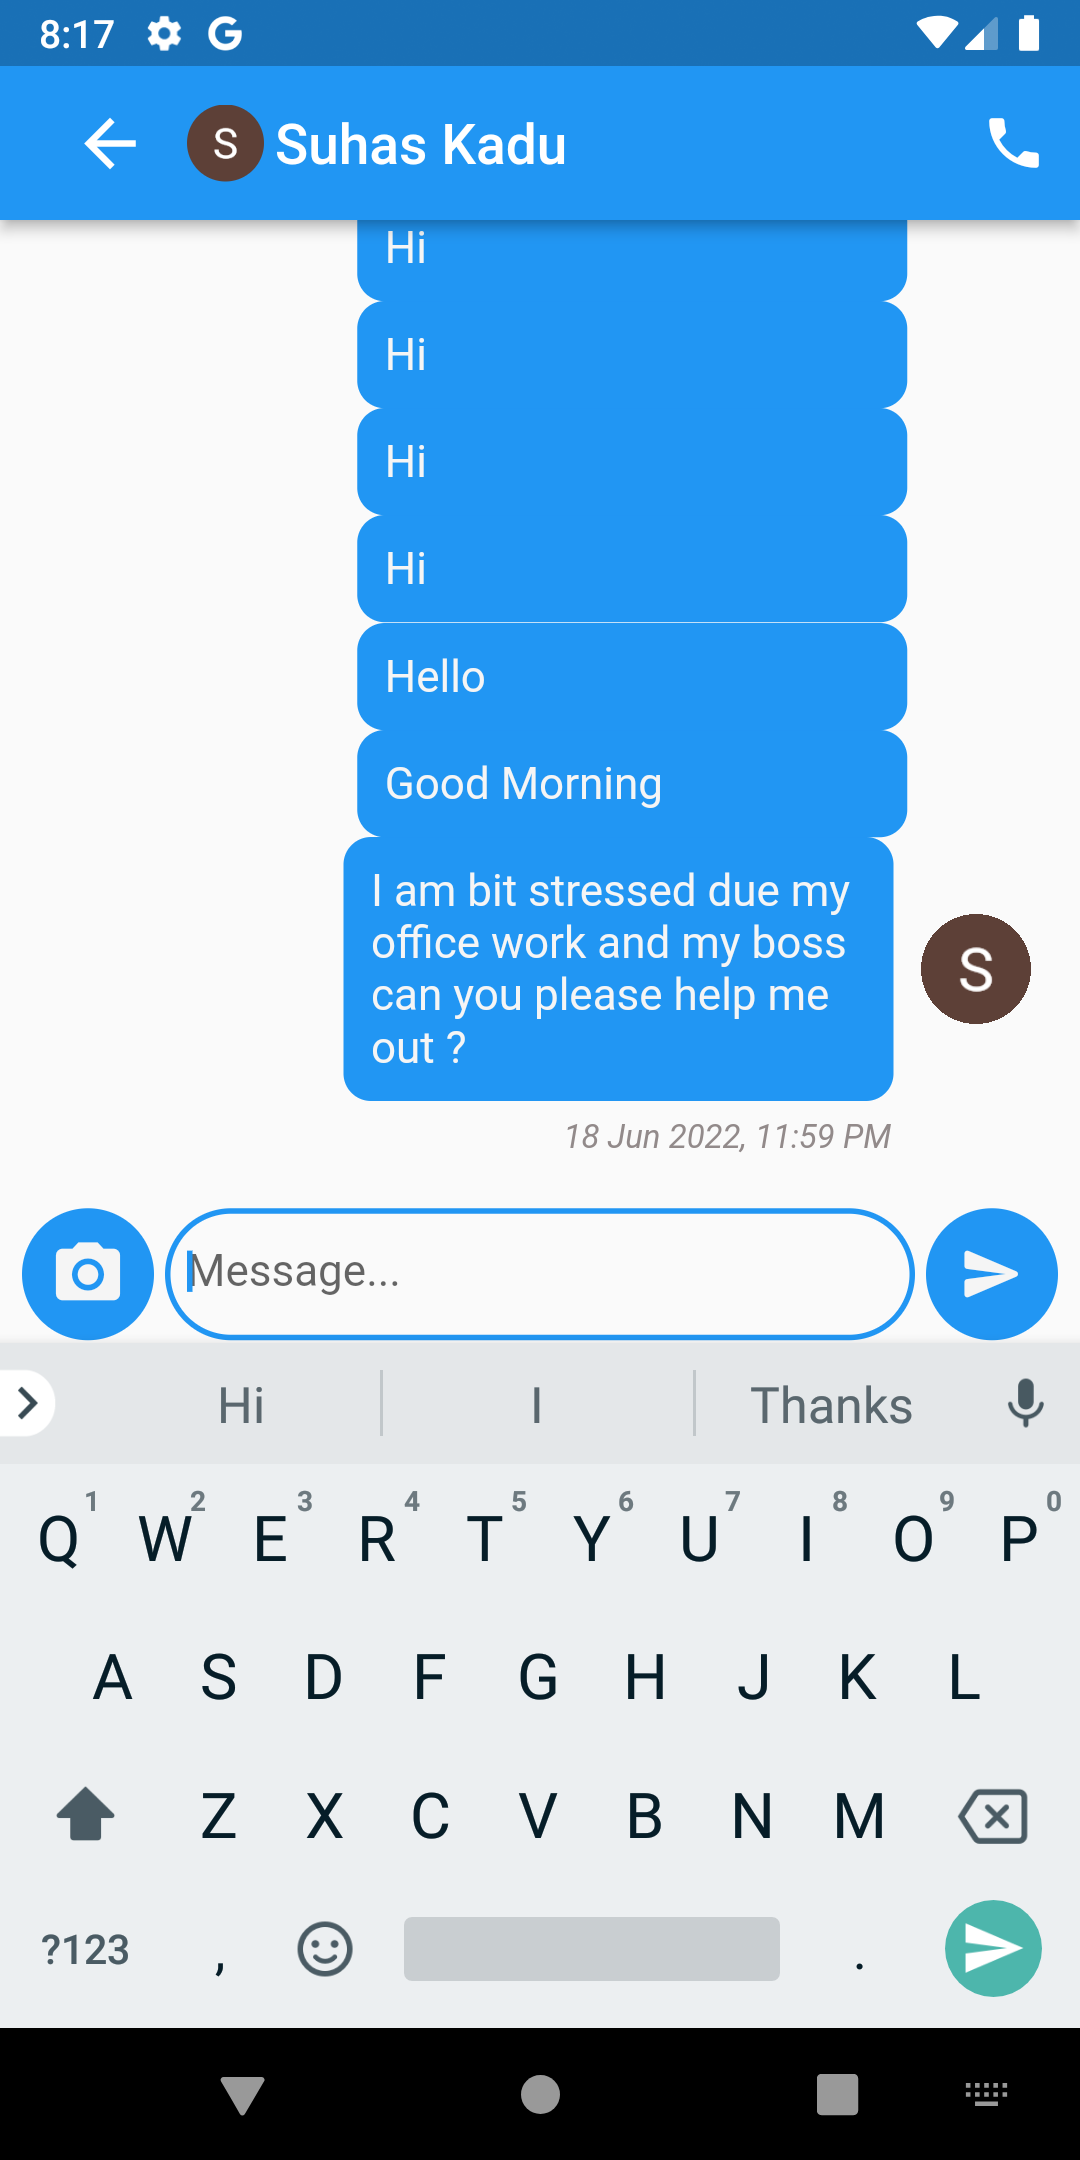 8:17 G
S Suhas Kadu
Hi
Hi
Hi
Hi
Hello
Good Morning
I am bit stressed due my
office work and my boss
can you please help me
out ?
S
18 Jun 2022, 11:59 PM
Message...
Hi I Thanks
1 2 3 4 5 6 7 8 9 0
Q W E R T Y U I O P
A S D F G H J K L
Z X C V B N M
?123 , .